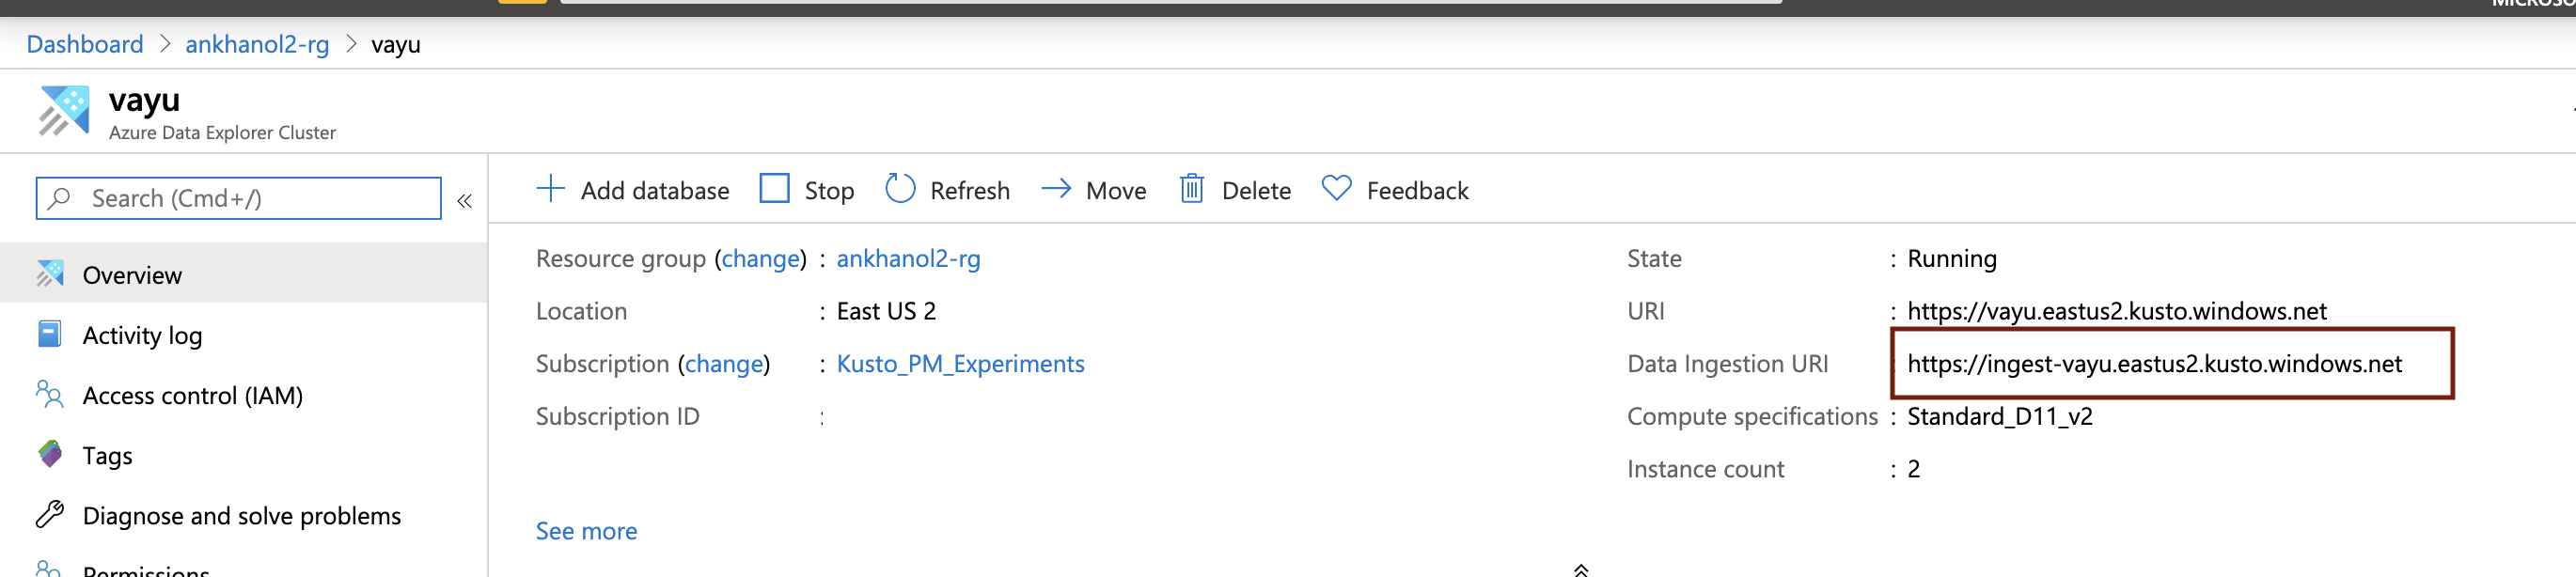 Dashboard > ankhanol2-rg > vayu
vayu
Azure Data Explorer Cluster
Search (Cmd+/)
«
Add database Stop Refresh Move Delete Feedback
Overview
Activity log
Access control (IAM)
Tags
Diagnose and solve problems
Permissions
Resource group (change) : ankhanol2-rg
Location : East US 2
Subscription (change) : Kusto_PM_Experiments
Subscription ID :
See more
State : Running
URI : https://vayu.eastus2.kusto.windows.net
Data Ingestion URI https://ingest-vayu.eastus2.kusto.windows.net
Compute specifications : Standard_D11_v2
Instance count : 2